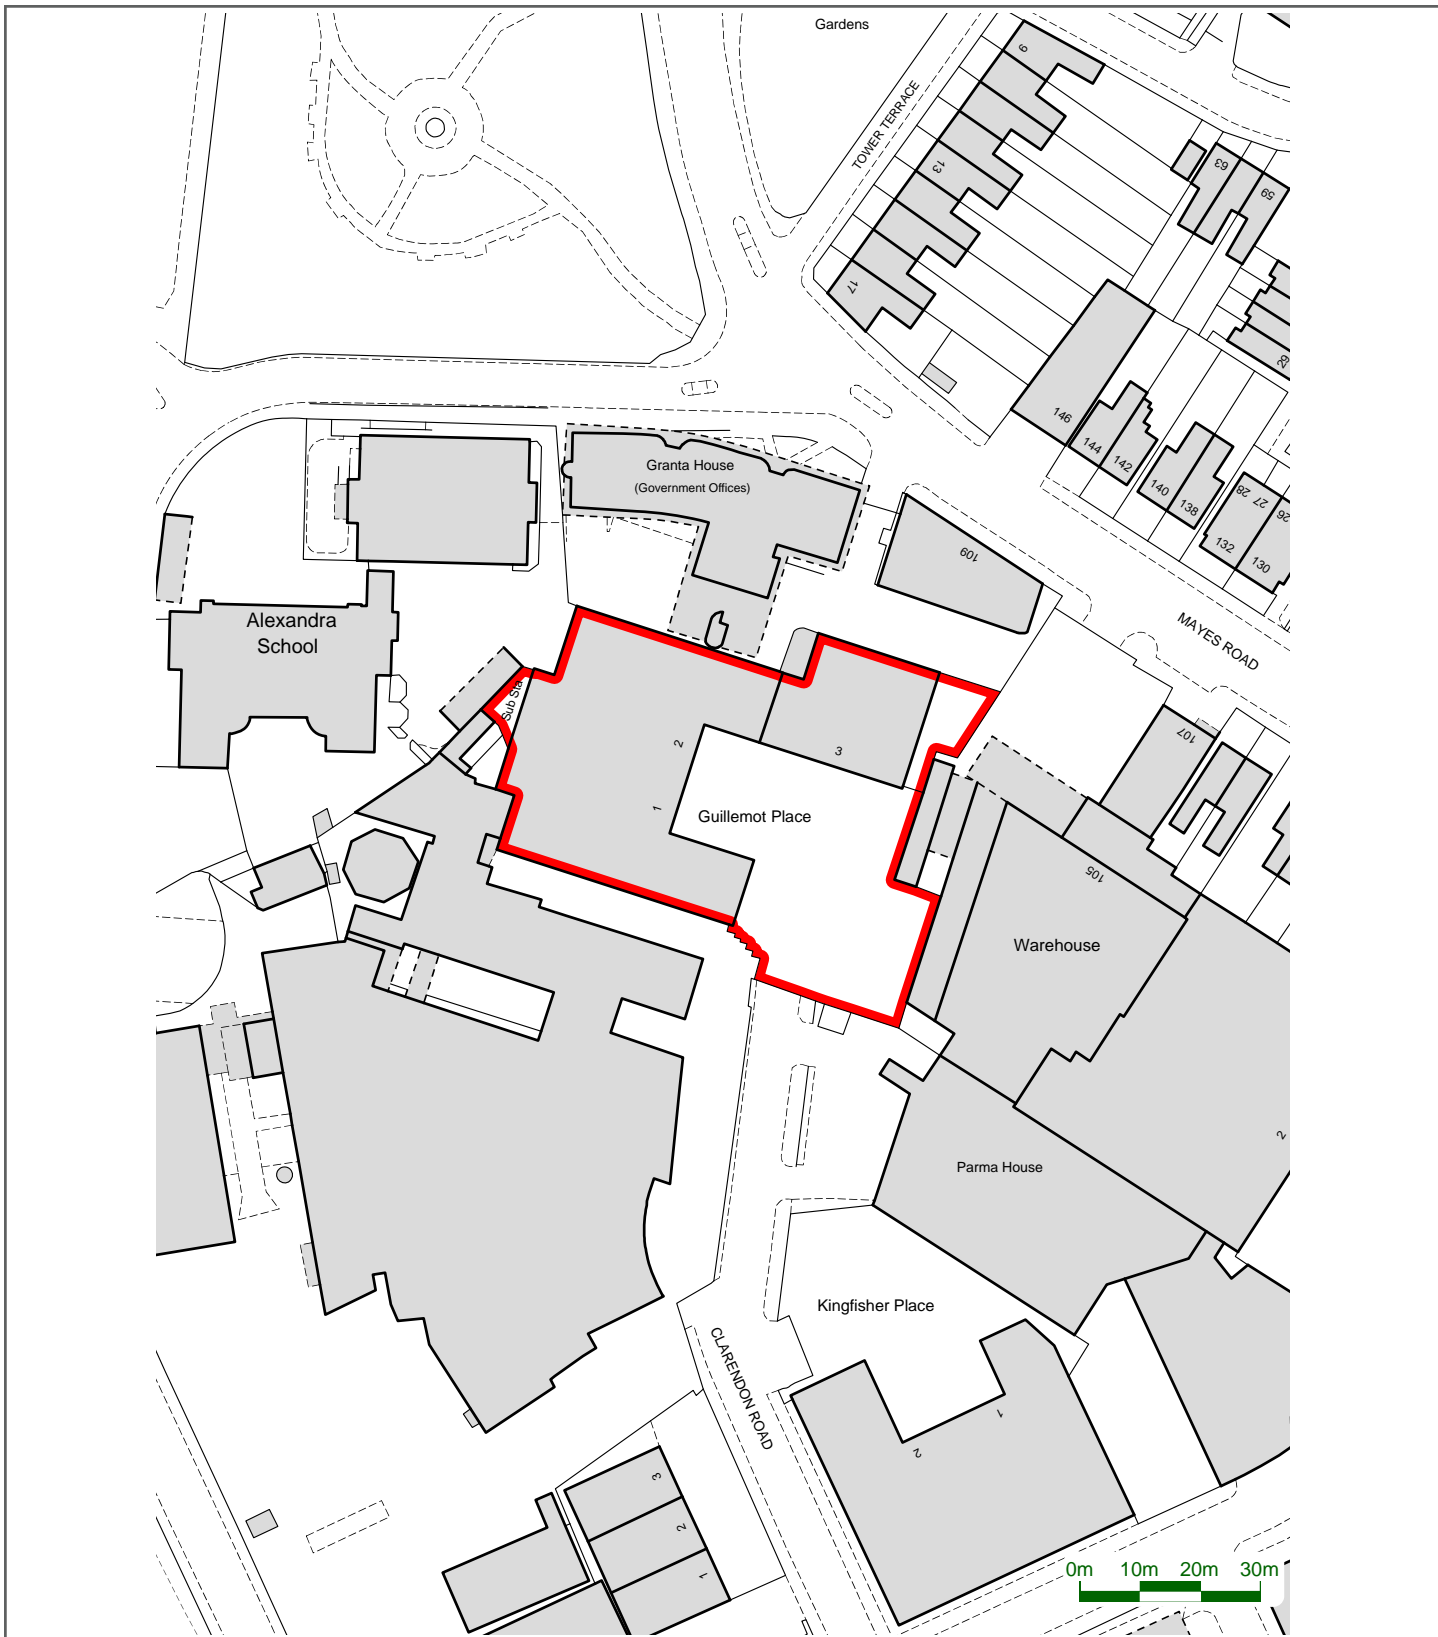 Gardens
TOWER TERRACE
9
13
17
63
59
29
146
144
142
140
138
28
27
26
132
130
Granta House
(Government Offices)
109
MAYES ROAD
Alexandra
School
Sub Sta
2
3
1
Guillemot Place
107
105
Warehouse
2
Parma House
Kingfisher Place
CLARENDON ROAD
1
2
3
2
1
0m 10m 20m 30m